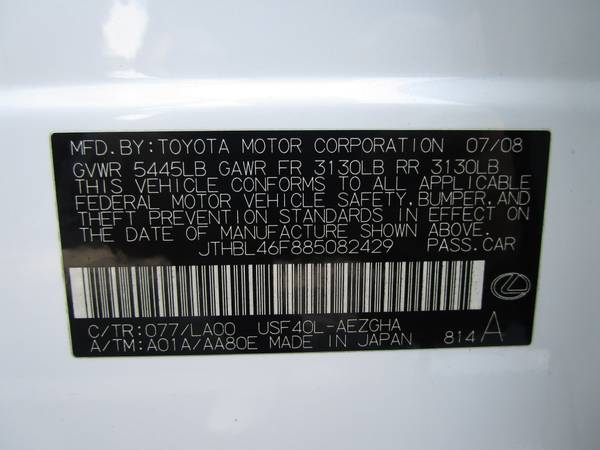 MFD.BY:TOYOTA MOTOR CORPORATION 07/08
GVWR 5445LB GAWR FR 3130LB RR 3130LB
THIS VEHICLE CONFORMS TO ALL APPLICABLE
FEDERAL MOTOR VEHICLE SAFETY,BUMPER,AND
THEFT PREVENTION STANDARDS IN EFFECT ON
THE DATE OF MANUFACTURE SHOWN ABOVE.
JTHBL46F885082429 PASS.CAR
C/TR:077/LA00 USF40L-AEZGHA
A/TM:A01A/AA80E MADE IN JAPAN 814A